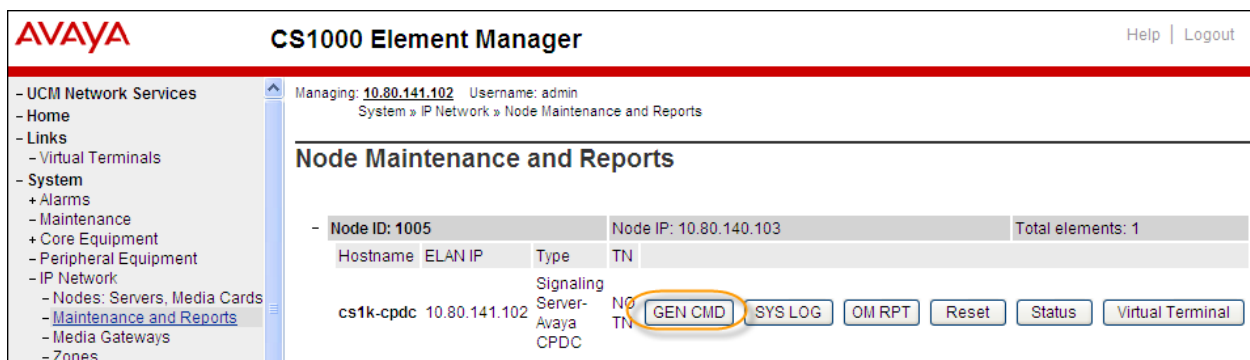 AVAYA
CS1000 Element Manager
Help | Logout
- UCM Network Services
- Home
- Links
- Virtual Terminals
- System
+ Alarms
- Maintenance
+ Core Equipment
- Peripheral Equipment
- IP Network
- Nodes: Servers, Media Cards
- Maintenance and Reports
- Media Gateways
- Zones
Managing: 10.80.141.102 Username: admin
System » IP Network » Node Maintenance and Reports
Node Maintenance and Reports
- Node ID: 1005 Node IP: 10.80.140.103 Total elements: 1
Hostname ELAN IP Type TN
cs1k-cpdc 10.80.141.102
Signaling
Server-
Avaya
CPDC
NO
TN
GEN CMD SYS LOG OM RPT Reset Status Virtual Terminal